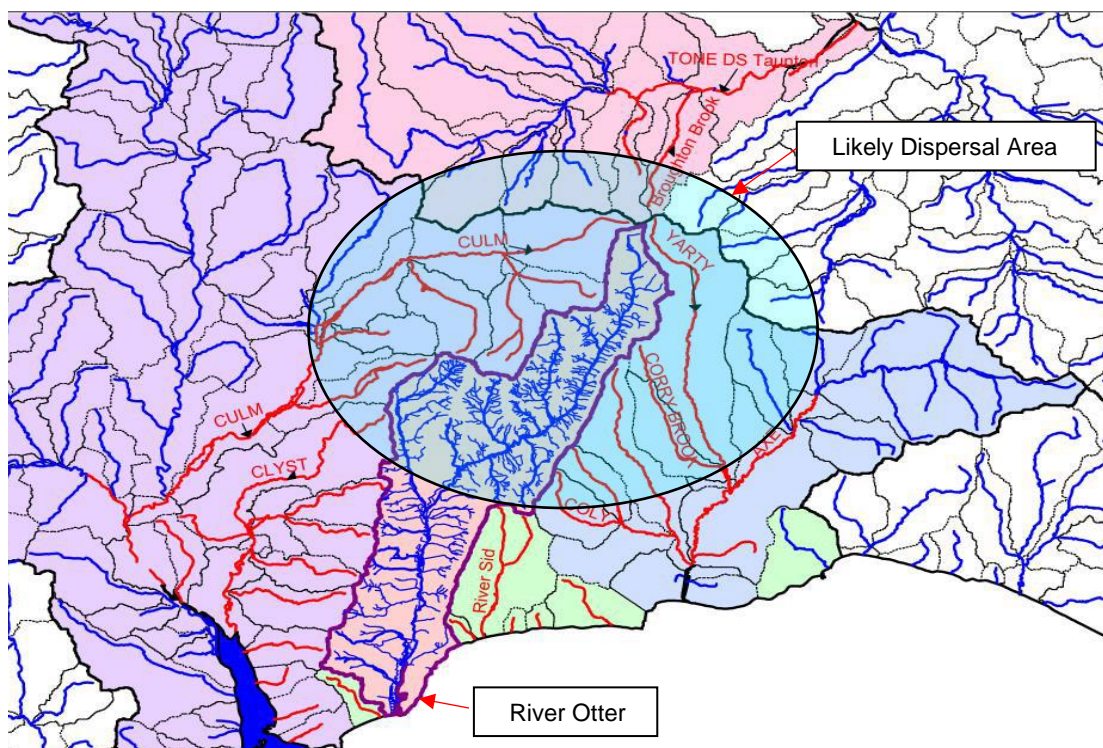 TONE DS Taunton
Broughton Brook
Likely Dispersal Area
CULM
YARTY
CORRY BROOK
CULM
AXE
CLYST
River Sid
River Otter